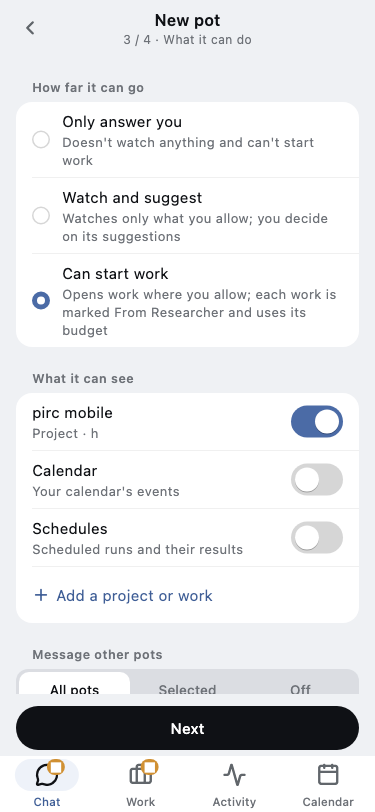 New pot
3 / 4 · What it can do
How far it can go
Only answer you
Doesn't watch anything and can't start
work
Watch and suggest
Watches only what you allow; you decide
on its suggestions
Can start work
Opens work where you allow; each work is
marked From Researcher and uses its
budget
What it can see
pirc mobile
Project · h
Calendar
Your calendar's events
Schedules
Scheduled runs and their results
+ Add a project or work
Message other pots
All pots Selected Off
Next
Chat Work Activity Calendar